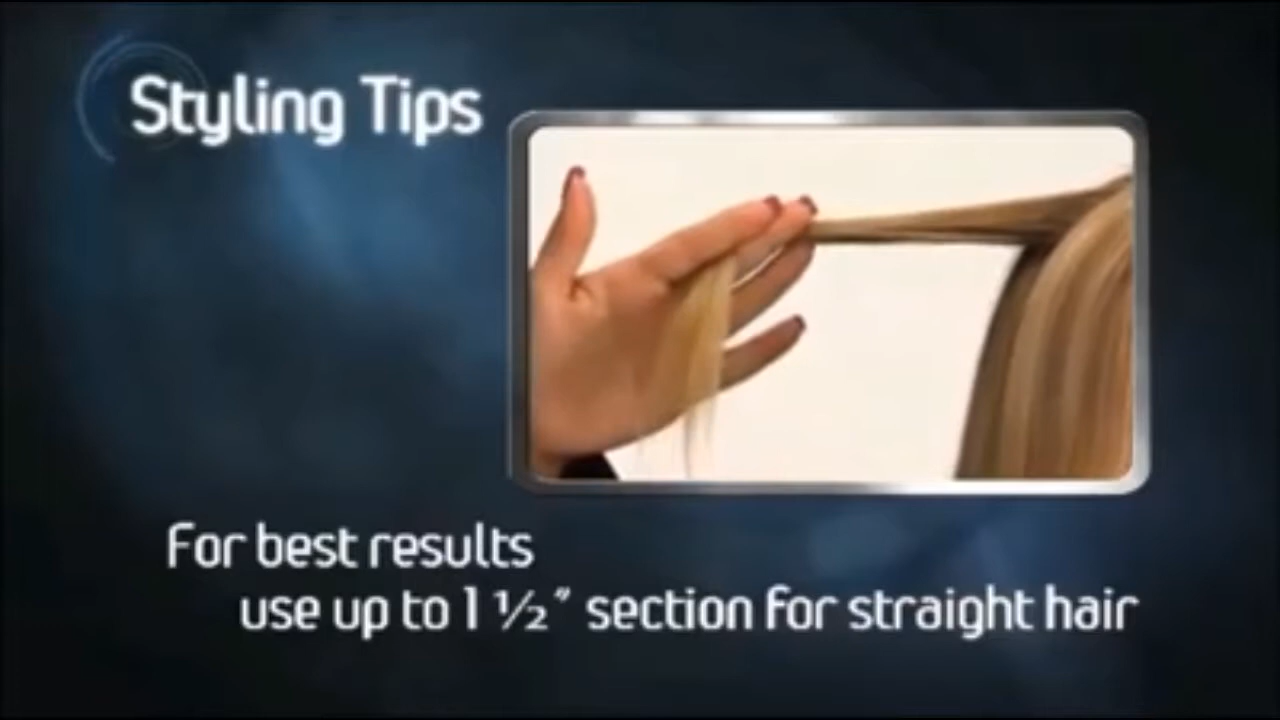 Styling Tips
For best results
use up to 1 ½" section for straight hair